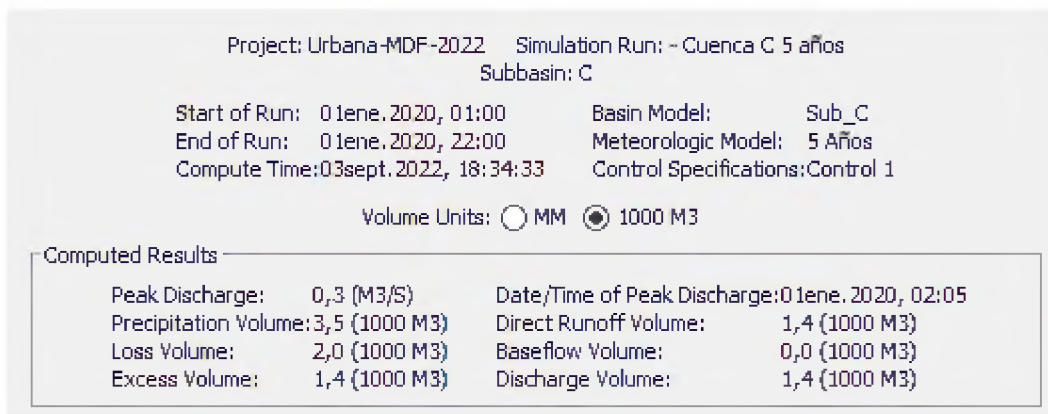 Project: Urbana-MDF-2022 Simulation Run: - Cuenca C 5 años
Subbasin: C
Start of Run: 01ene.2020, 01:00 Basin Model: Sub_C
End of Run: 01ene.2020, 22:00 Meteorologic Model: 5 Años
Compute Time:03sept.2022, 18:34:33 Control Specifications:Control 1
Volume Units: MM 1000 M3
Computed Results
Peak Discharge: 0,3 (M3/S) Date/Time of Peak Discharge:01ene.2020, 02:05
Precipitation Volume:3,5 (1000 M3) Direct Runoff Volume: 1,4 (1000 M3)
Loss Volume: 2,0 (1000 M3) Baseflow Volume: 0,0 (1000 M3)
Excess Volume: 1,4 (1000 M3) Discharge Volume: 1,4 (1000 M3)